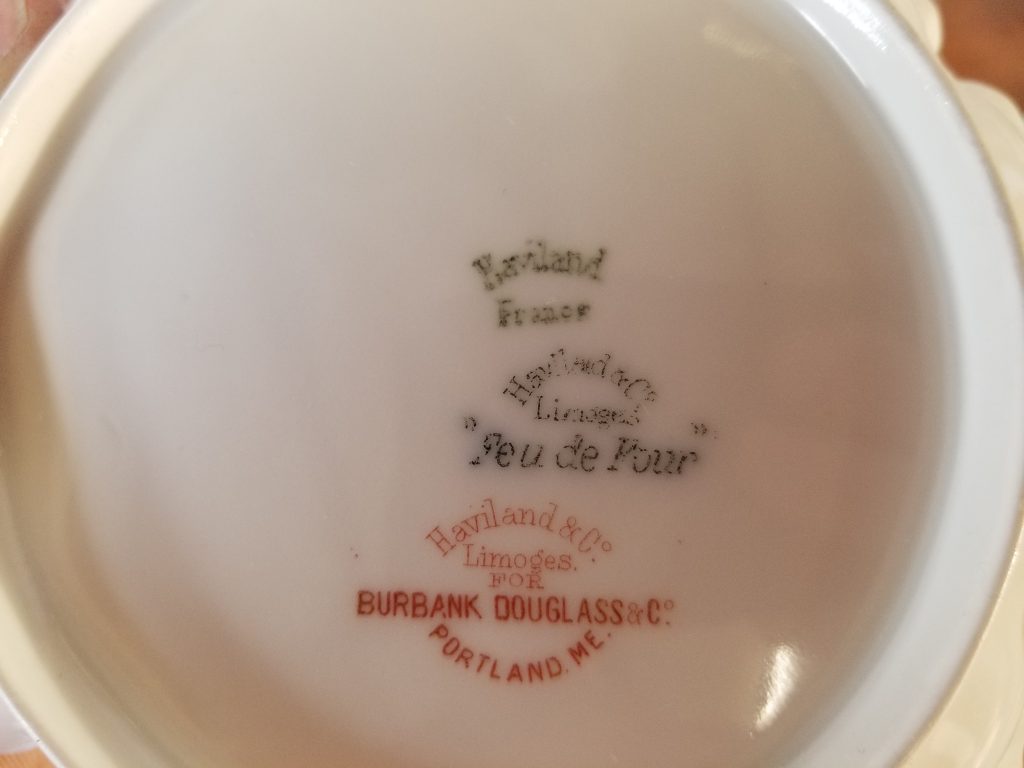 Haviland
France
Haviland & Co
Limoges
"Feu de Four"
Haviland & Co.
Limoges.
FOR
BURBANK DOUGLASS & Co.
PORTLAND. ME.